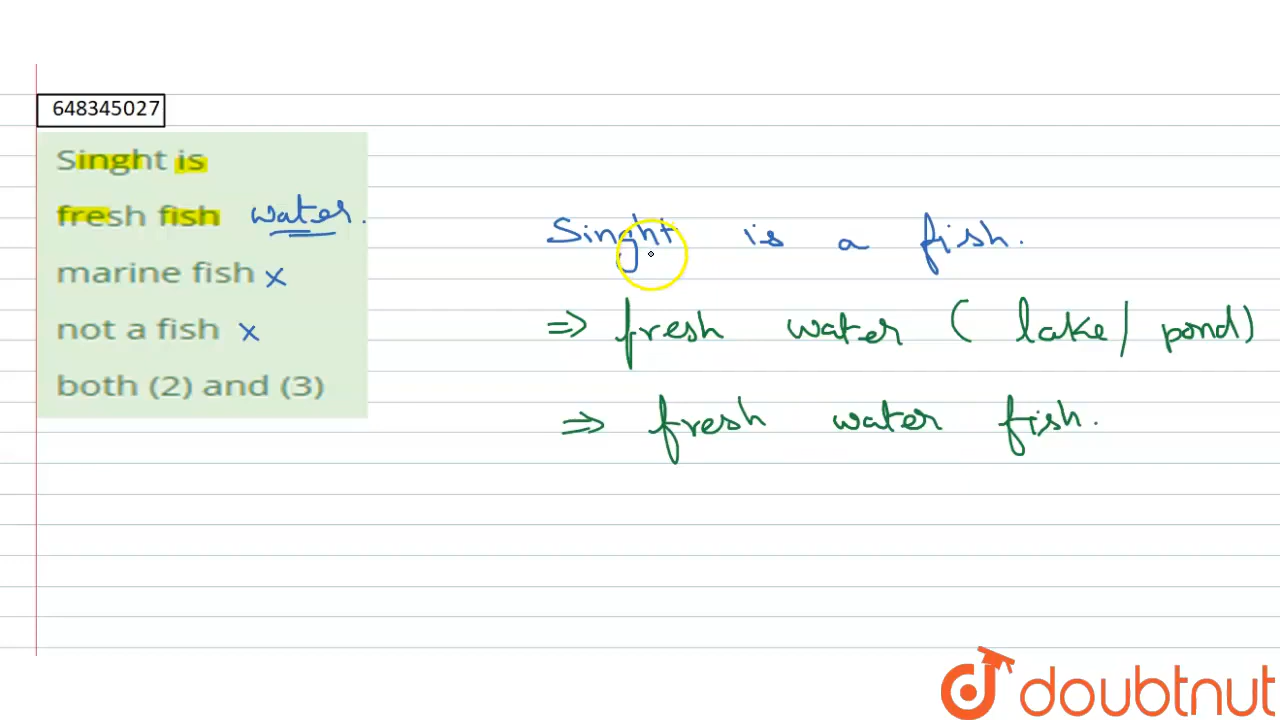 648345027
Singht is
fresh fish water.
marine fish ×
not a fish ×
both (2) and (3)
Singht is a fish.
⇒ fresh water ( lake/ pond)
⇒ fresh water fish.
doubtnut